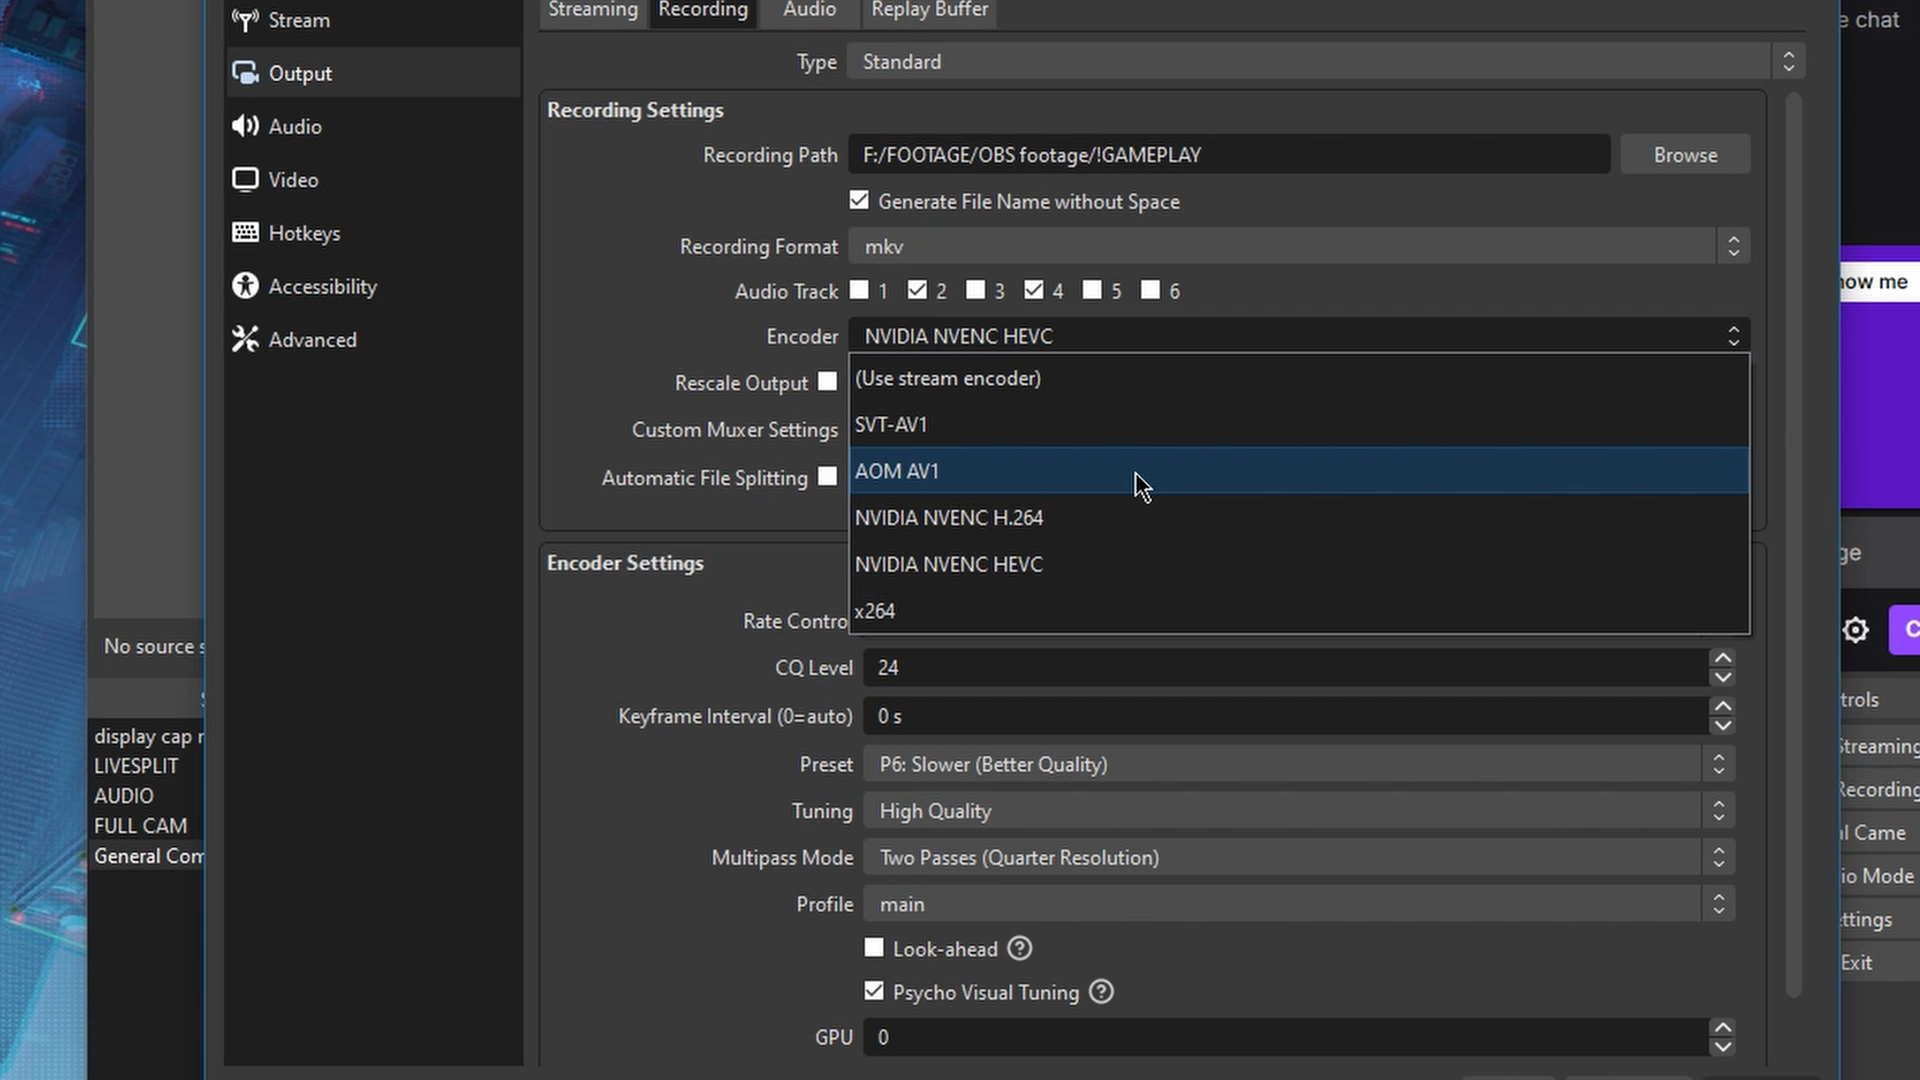 Stream
Output
Audio
Video
Hotkeys
Accessibility
Advanced
Streaming
Recording
Audio
Replay Buffer
Type
Standard
Recording Settings
Recording Path
F:/FOOTAGE/OBS footage/!GAMEPLAY
Browse
Generate File Name without Space
Recording Format
mkv
Audio Track
1 2 3 4 5 6
Encoder
NVIDIA NVENC HEVC
Rescale Output
(Use stream encoder)
SVT-AV1
Custom Muxer Settings
AOM AV1
Automatic File Splitting
NVIDIA NVENC H.264
NVIDIA NVENC HEVC
x264
Encoder Settings
Rate Contro
CQ Level
24
Keyframe Interval (0=auto)
0 s
Preset
P6: Slower (Better Quality)
Tuning
High Quality
Multipass Mode
Two Passes (Quarter Resolution)
Profile
main
Look-ahead ?
Psycho Visual Tuning ?
GPU
0
No source s
display cap r
LIVESPLIT
AUDIO
FULL CAM
General Com
e chat
how me
ge
C
trols
Streaming
Recording
l Came
io Mode
ttings
Exit